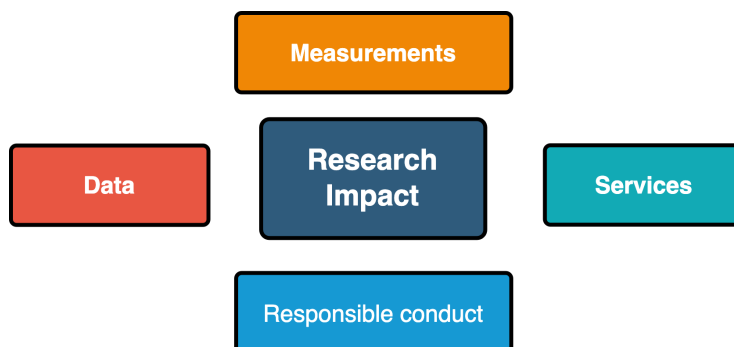 Measurements
Research
Impact
Data
Services
Responsible conduct